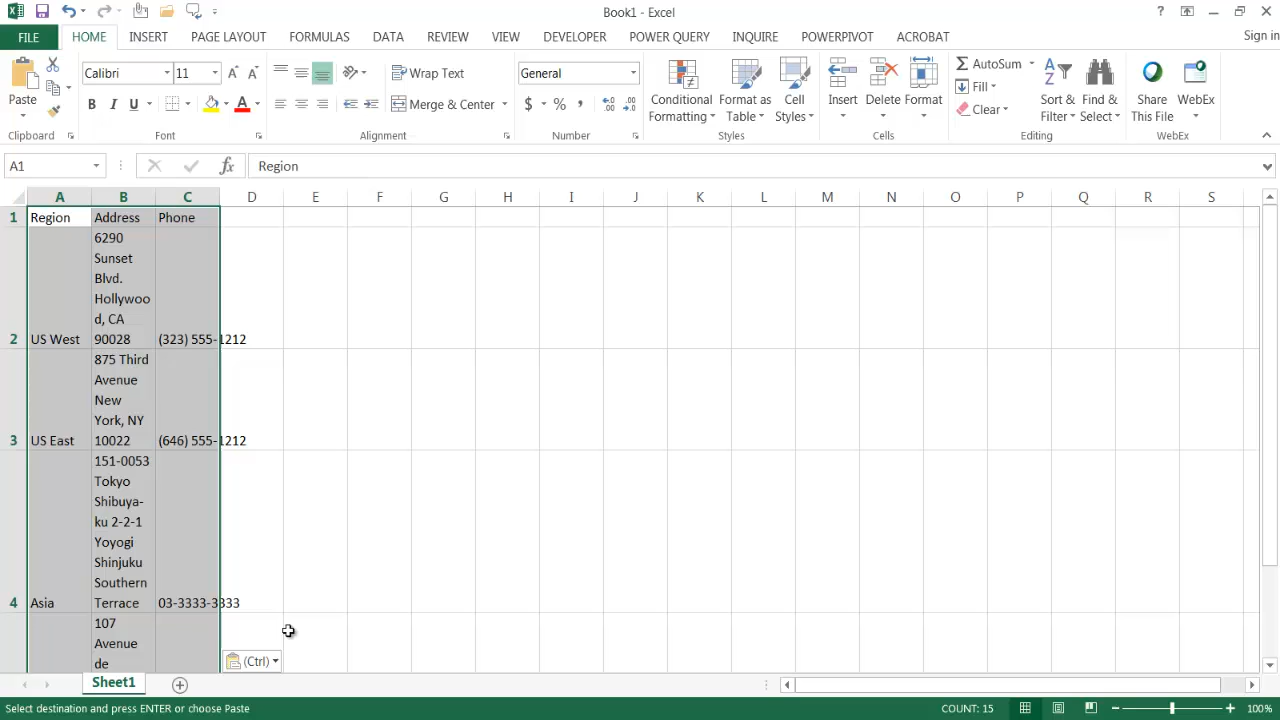 Book1 - Excel
?
Sign in
FILE HOME INSERT PAGE LAYOUT FORMULAS DATA REVIEW VIEW DEVELOPER POWER QUERY INQUIRE POWERPIVOT ACROBAT
Paste
Calibri 11
B I U A
Wrap Text
Merge & Center
General
$ % ,
Conditional Formatting
Format as Table
Cell Styles
Insert
Delete
Format
AutoSum
Fill
Clear
Sort & Filter
Find & Select
Share This File
WebEx
Clipboard Font Alignment Number Styles Cells Editing WebEx
A1 fx Region
A B C D E F G H I J K L M N O P Q R S
1 Region Address Phone
6290
Sunset
Blvd.
Hollywoo
d, CA
2 US West 90028 (323) 555-1212
875 Third
Avenue
New
York, NY
3 US East 10022 (646) 555-1212
151-0053
Tokyo
Shibuya-
ku 2-2-1
Yoyogi
Shinjuku
Southern
4 Asia Terrace 03-3333-3333
107
Avenue
de
(Ctrl)
Sheet1
Select destination and press ENTER or choose Paste COUNT: 15 100%